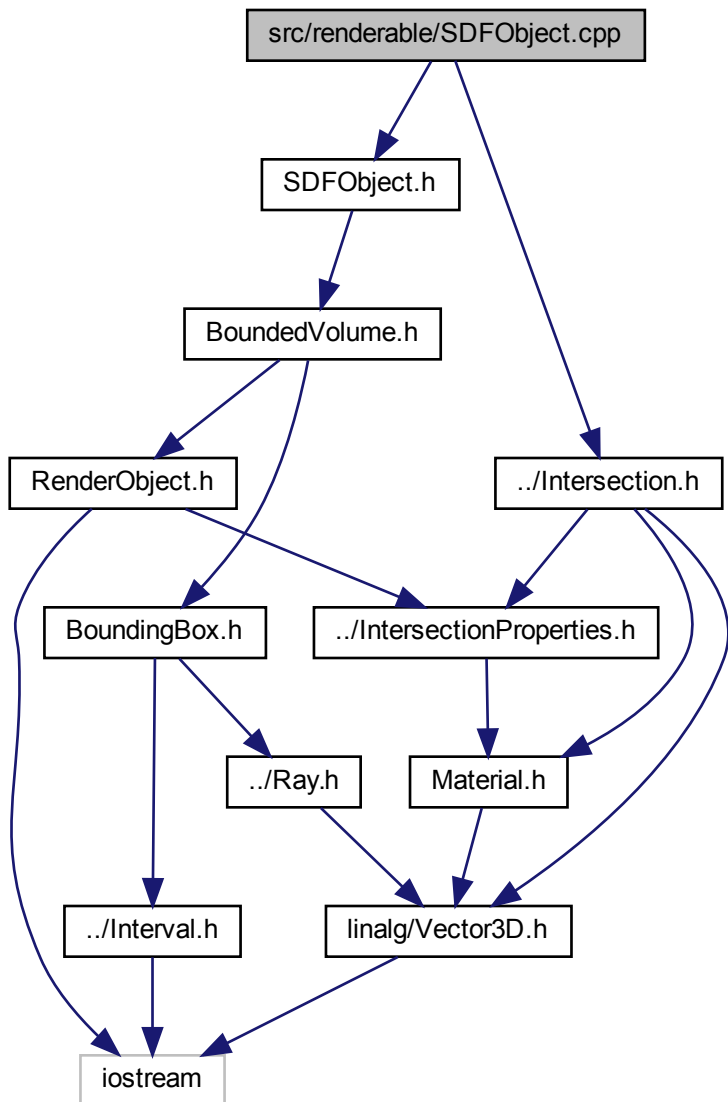 src/renderable/SDFObject.cpp
SDFObject.h
BoundedVolume.h
RenderObject.h
../Intersection.h
BoundingBox.h
../IntersectionProperties.h
../Ray.h
Material.h
../Interval.h
linalg/Vector3D.h
iostream